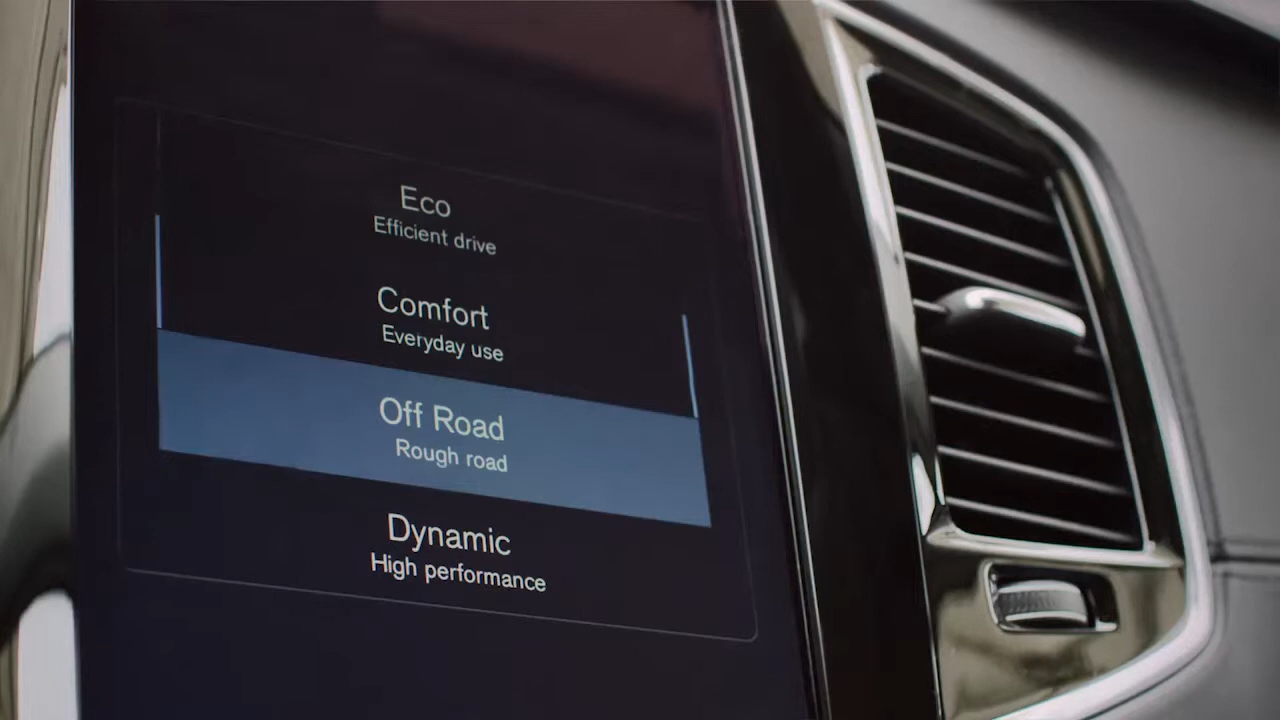 Eco
Efficient drive
Comfort
Everyday use
Off Road
Rough road
Dynamic
High performance